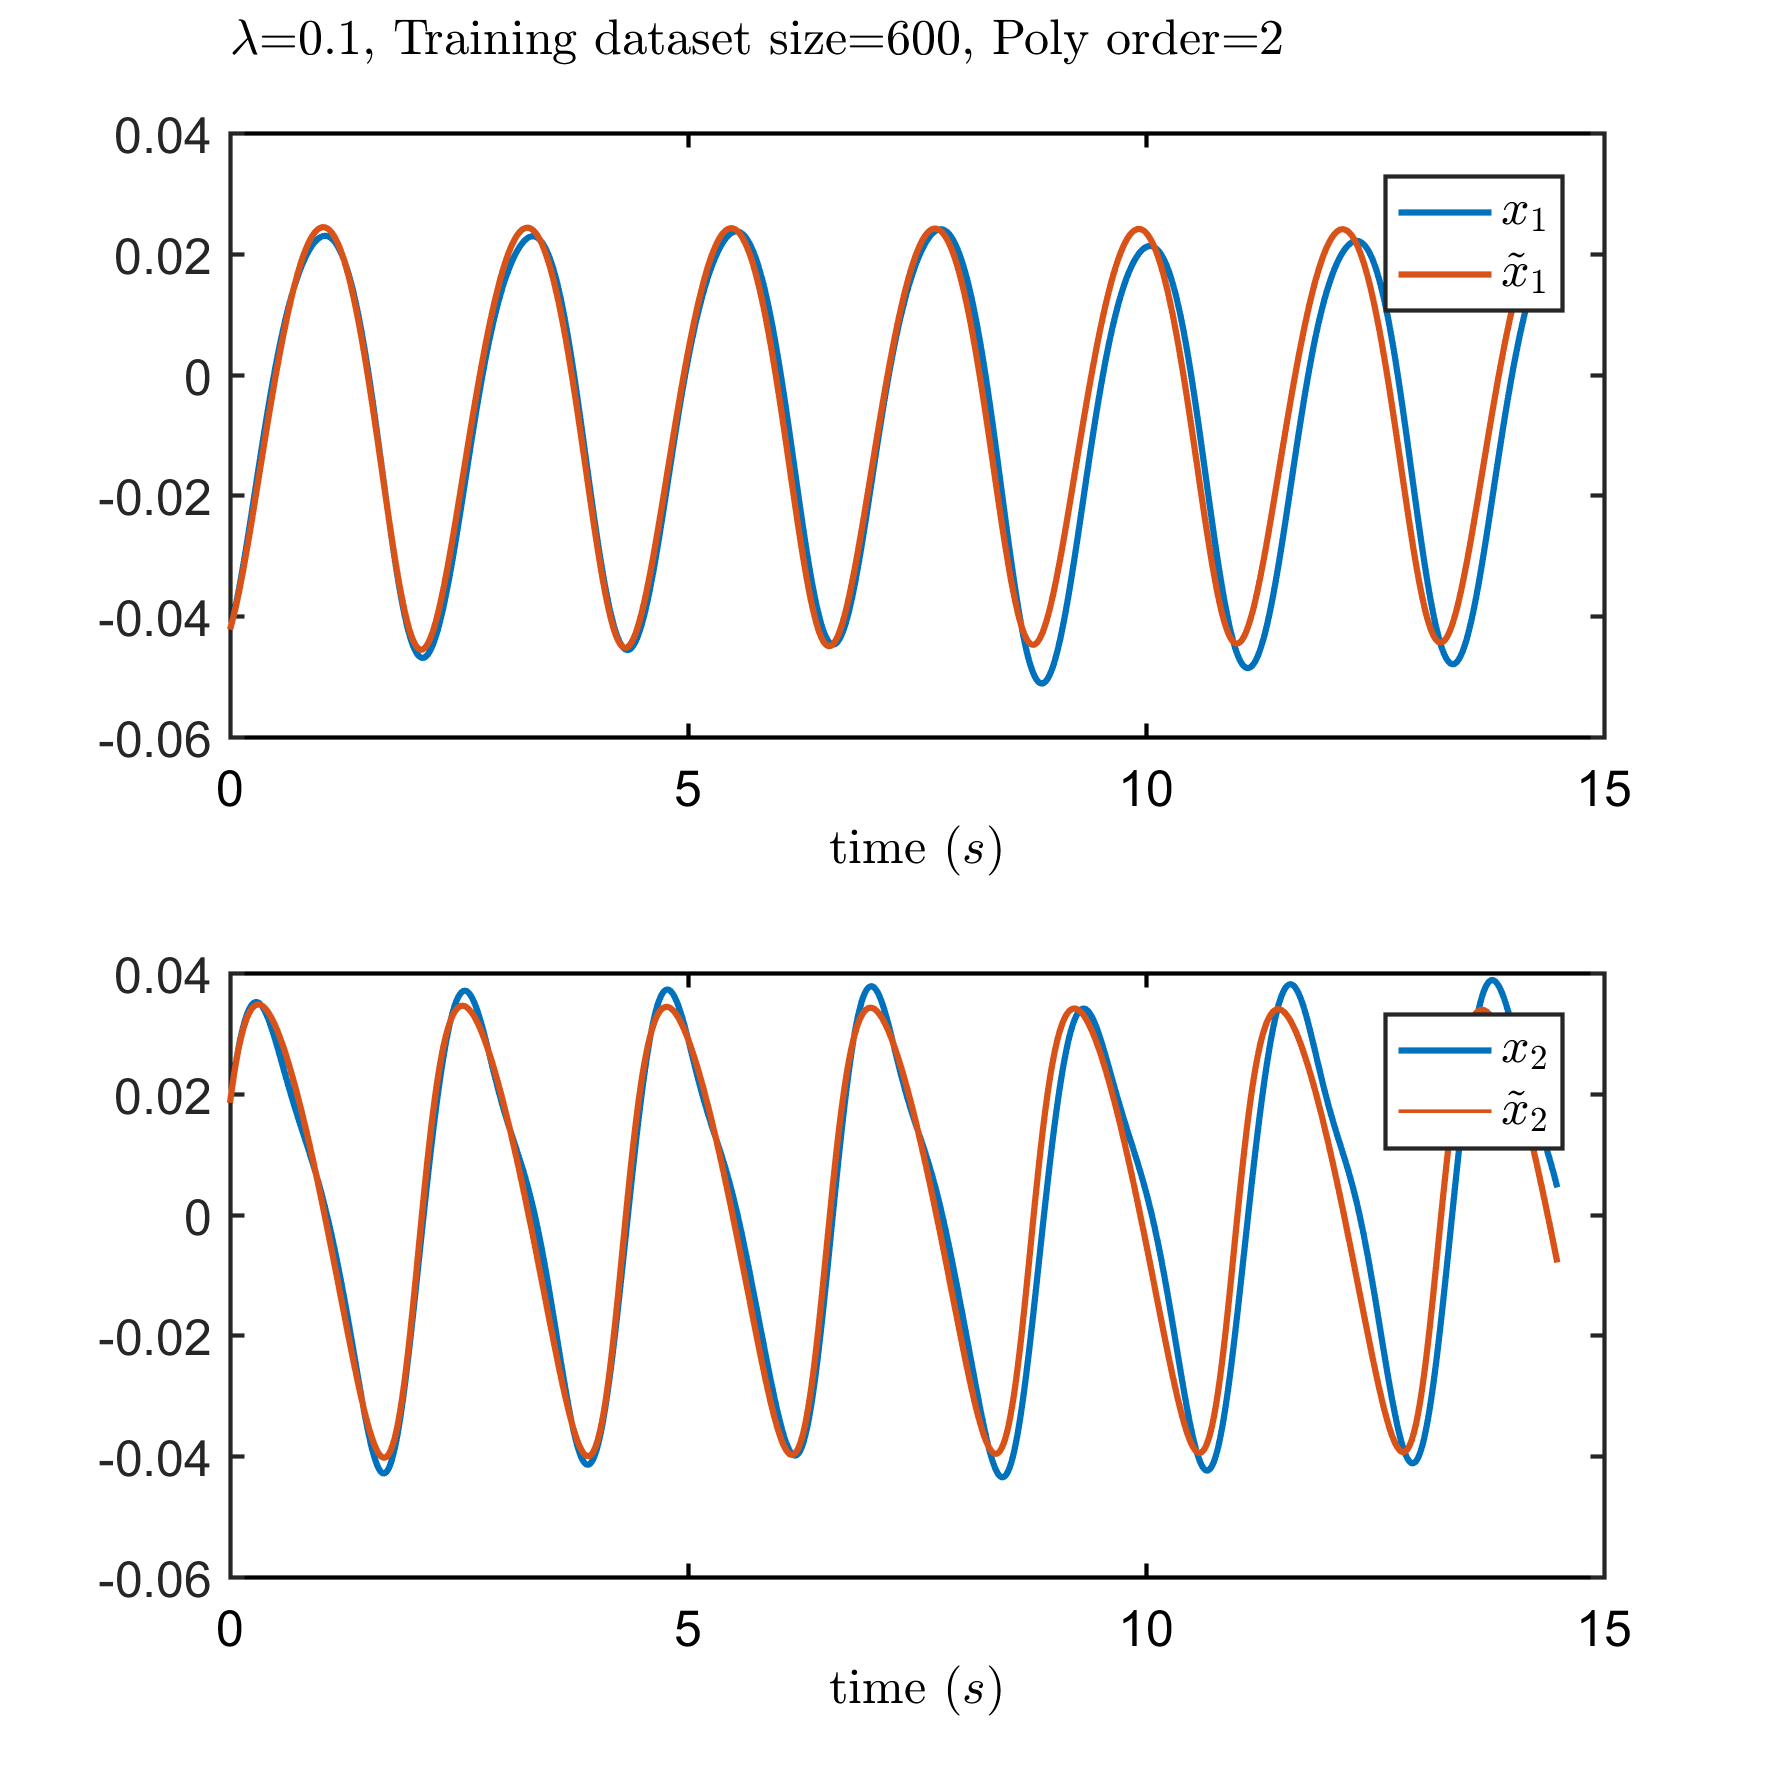 λ=0.1, Training dataset size=600, Poly order=2
0.04
0.02
0
-0.02
-0.04
-0.06
x₁
x̃₁
0 5 10 15
time (s)
0.04
0.02
0
-0.02
-0.04
-0.06
x₂
x̃₂
0 5 10 15
time (s)